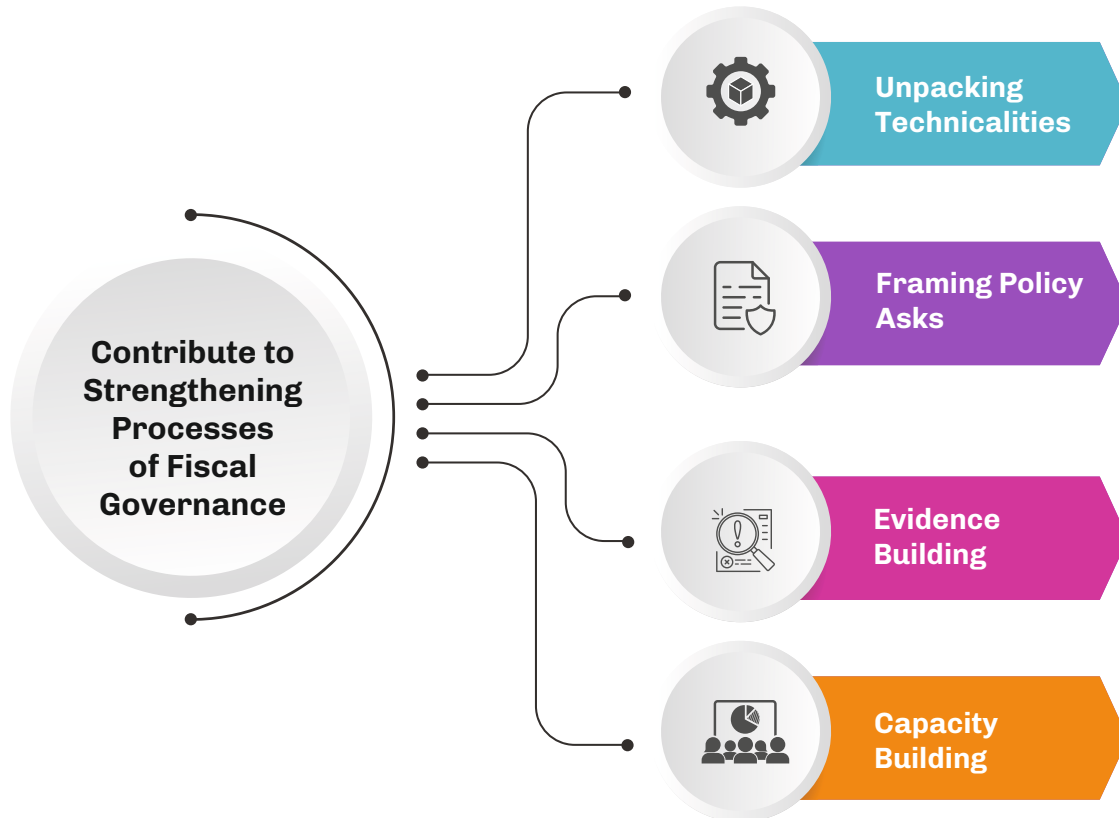 Contribute to
Strengthening
Processes
of Fiscal
Governance
Unpacking
Technicalities
Framing Policy
Asks
Evidence
Building
Capacity
Building